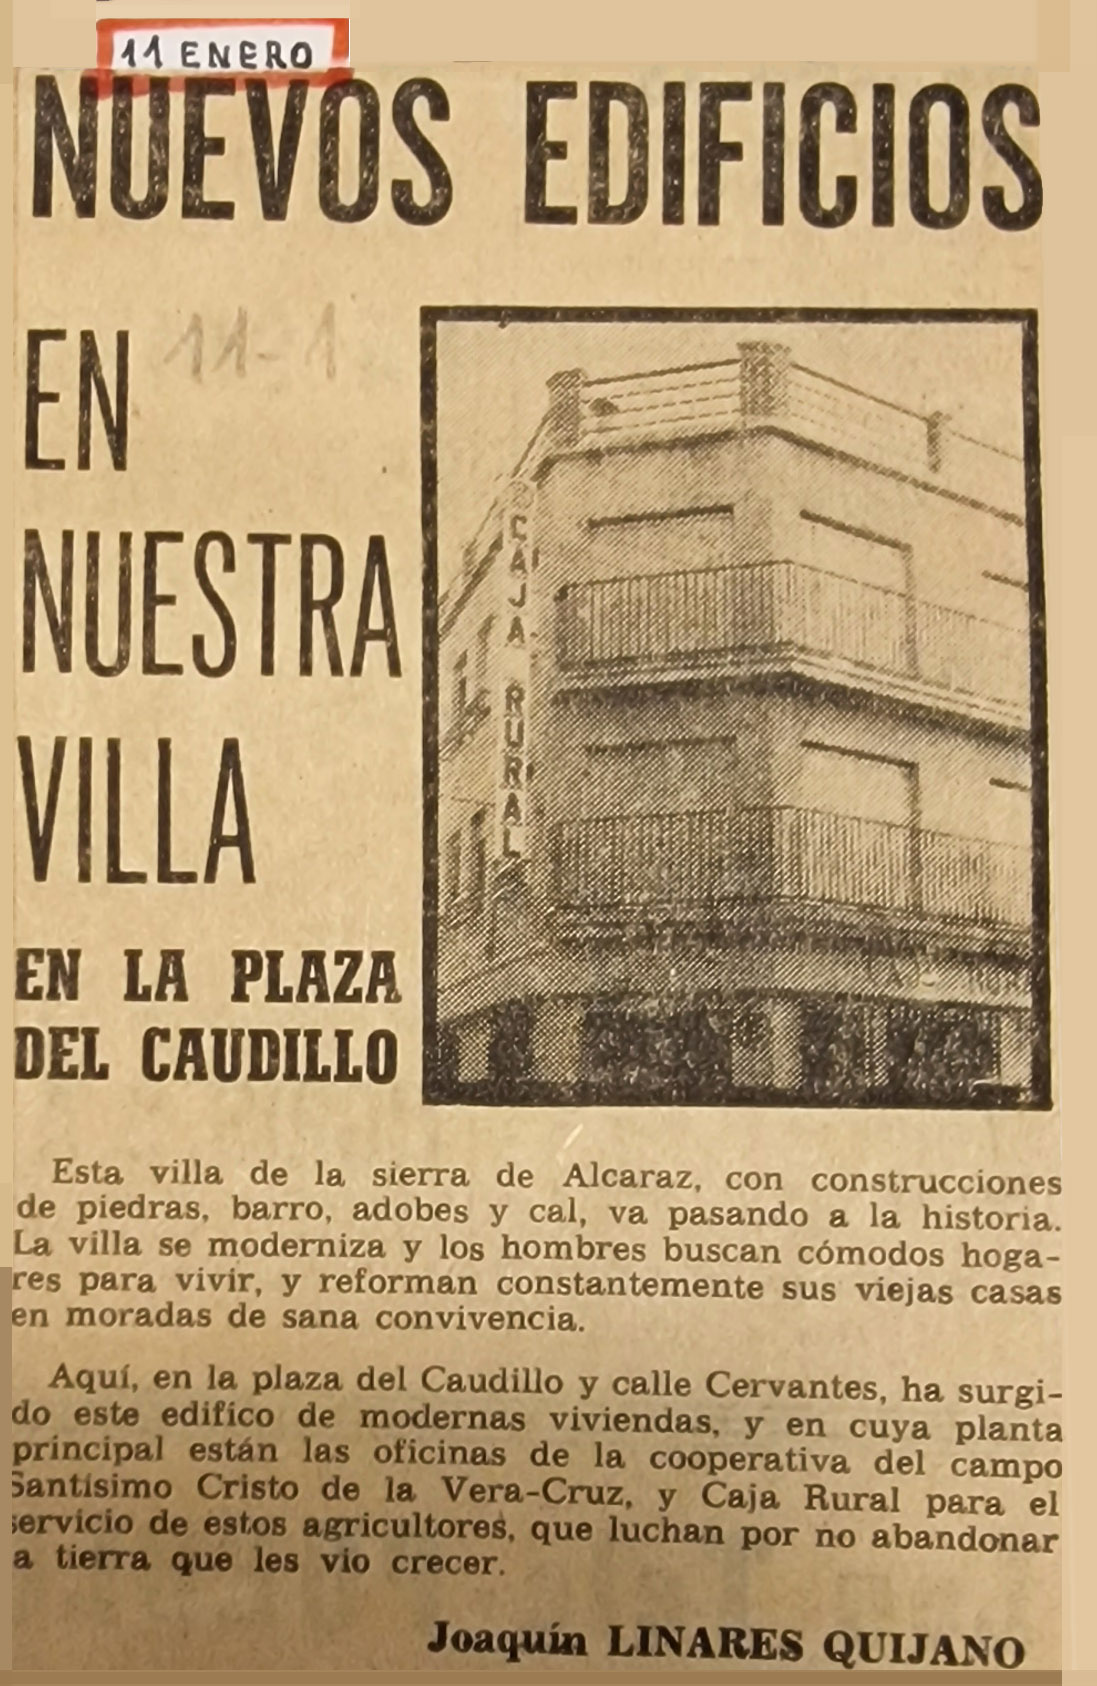 11 ENERO
NUEVOS EDIFICIOS
EN 11-1
NUESTRA
VILLA
EN LA PLAZA
DEL CAUDILLO
CAJA RURAL
Esta villa de la sierra de Alcaraz, con construcciones
de piedras, barro, adobes y cal, va pasando a la historia.
La villa se moderniza y los hombres buscan cómodos hoga-
res para vivir, y reforman constantemente sus viejas casas
en moradas de sana convivencia.
Aquí, en la plaza del Caudillo y calle Cervantes, ha surgi-
do este edifico de modernas viviendas, y en cuya planta
principal están las oficinas de la cooperativa del campo
Santísimo Cristo de la Vera-Cruz, y Caja Rural para el
servicio de estos agricultores, que luchan por no abandonar
a tierra que les vio crecer.
Joaquín LINARES QUIJANO